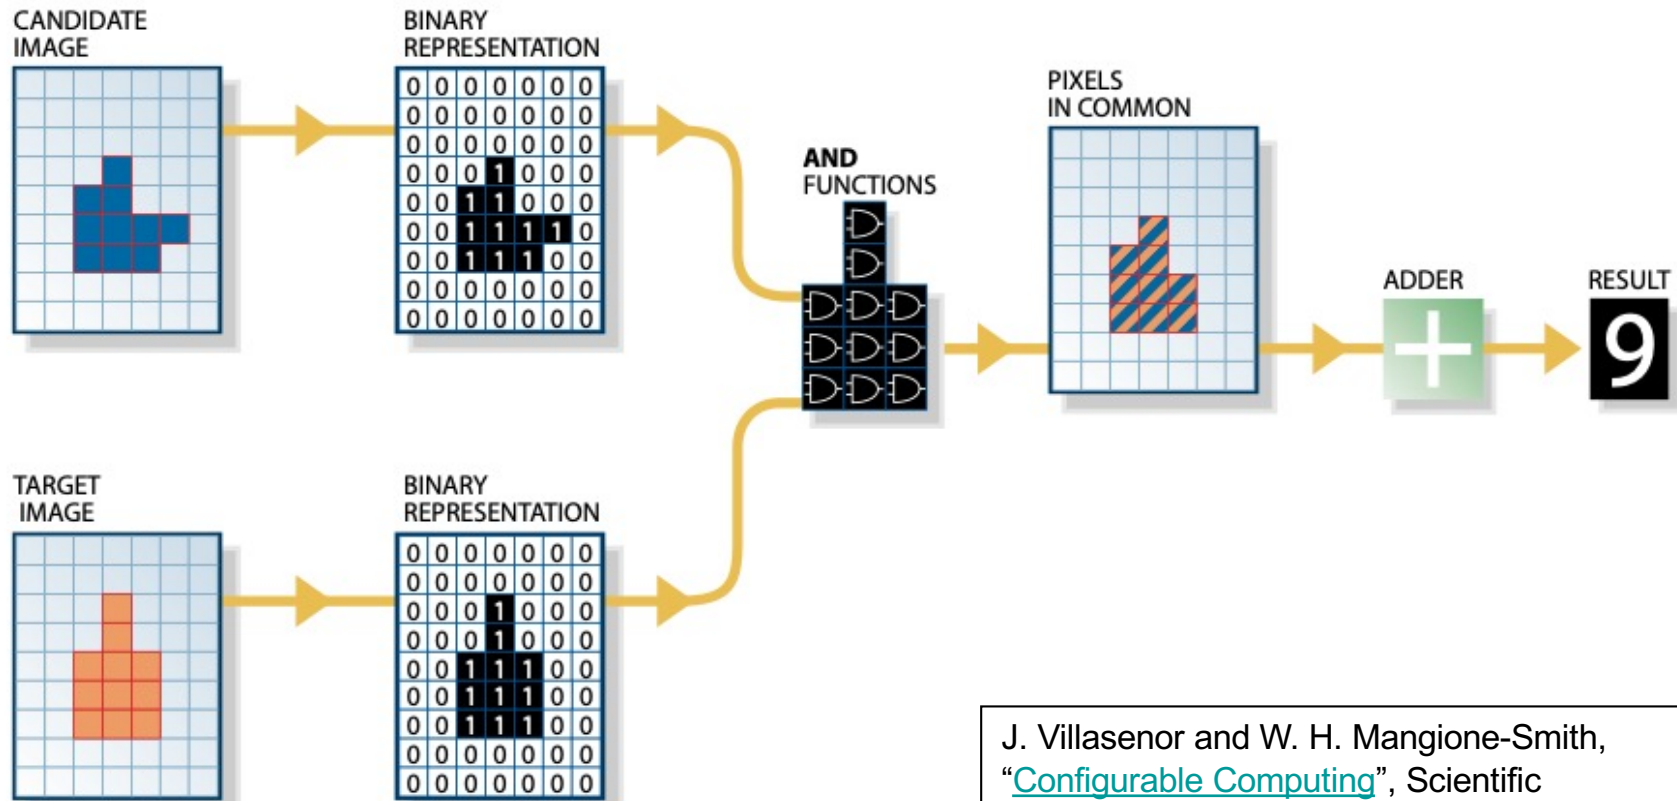 CANDIDATE
IMAGE
BINARY
REPRESENTATION
0 0 0 0 0 0 0
0 0 0 0 0 0 0
0 0 0 0 0 0 0
0 0 0 1 0 0 0
0 0 1 1 0 0 0
0 0 1 1 1 1 0
0 0 1 1 1 0 0
0 0 0 0 0 0 0
0 0 0 0 0 0 0
AND
FUNCTIONS
PIXELS
IN COMMON
ADDER
+
RESULT
9
TARGET
IMAGE
BINARY
REPRESENTATION
0 0 0 0 0 0 0
0 0 0 0 0 0 0
0 0 0 1 0 0 0
0 0 0 1 0 0 0
0 0 1 1 1 0 0
0 0 1 1 1 0 0
0 0 1 1 1 0 0
0 0 0 0 0 0 0
0 0 0 0 0 0 0
J. Villasenor and W. H. Mangione-Smith,
“Configurable Computing”, Scientific